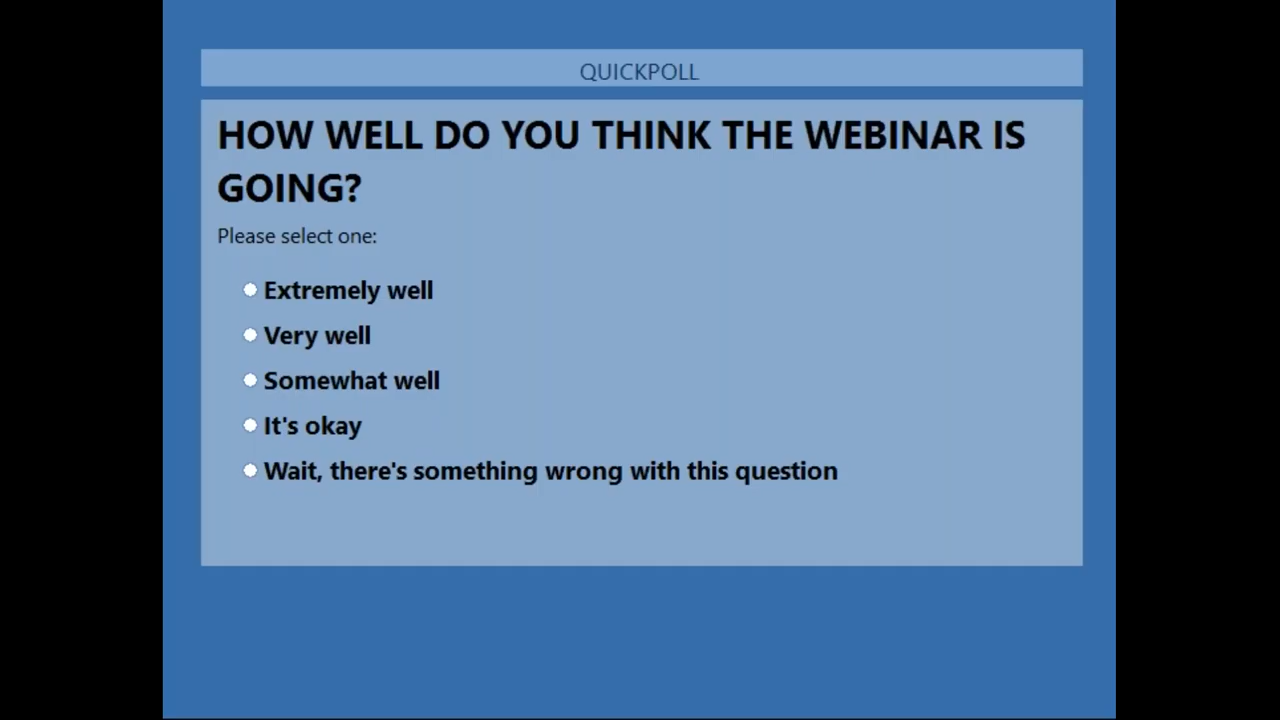 QUICKPOLL
HOW WELL DO YOU THINK THE WEBINAR IS
GOING?
Please select one:
Extremely well
Very well
Somewhat well
It's okay
Wait, there's something wrong with this question